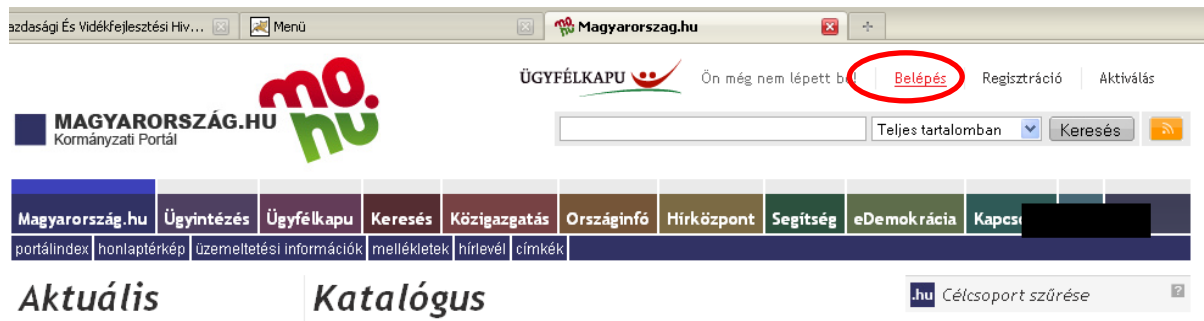 azdasági És Vidékfejlesztési Hiv... Menü Magyarorszag.hu
ÜGYFÉLKAPU Ön még nem lépett be! Belépés Regisztráció Aktiválás
mo.hu
MAGYARORSZÁG.HU
Kormányzati Portál
Teljes tartalomban Keresés
Magyarország.hu Ügyintézés Ügyfélkapu Keresés Közigazgatás Országinfó Hírközpont Segítség eDemokrácia
portálindex honlaptérkép üzemeltetési információk mellékletek hírlevél címkék
Aktuális Katalógus .hu Célcsoport szűrése ?